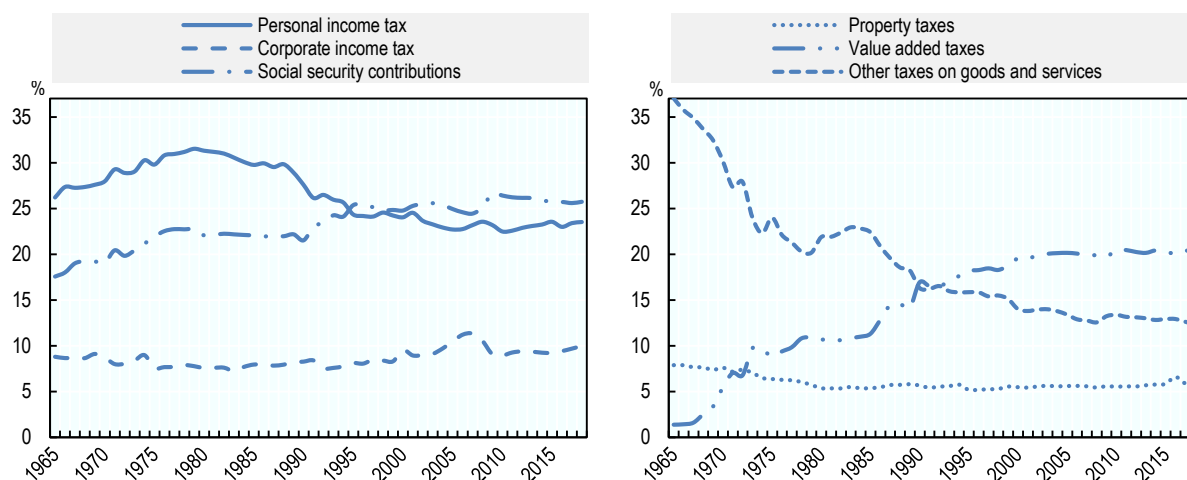 Personal income tax
Corporate income tax
Social security contributions
%
35
30
25
20
15
10
5
0
1965 1970 1975 1980 1985 1990 1995 2000 2005 2010 2015
Property taxes
Value added taxes
Other taxes on goods and services
%
35
30
25
20
15
10
5
0
1965 1970 1975 1980 1985 1990 1995 2000 2005 2010 2015